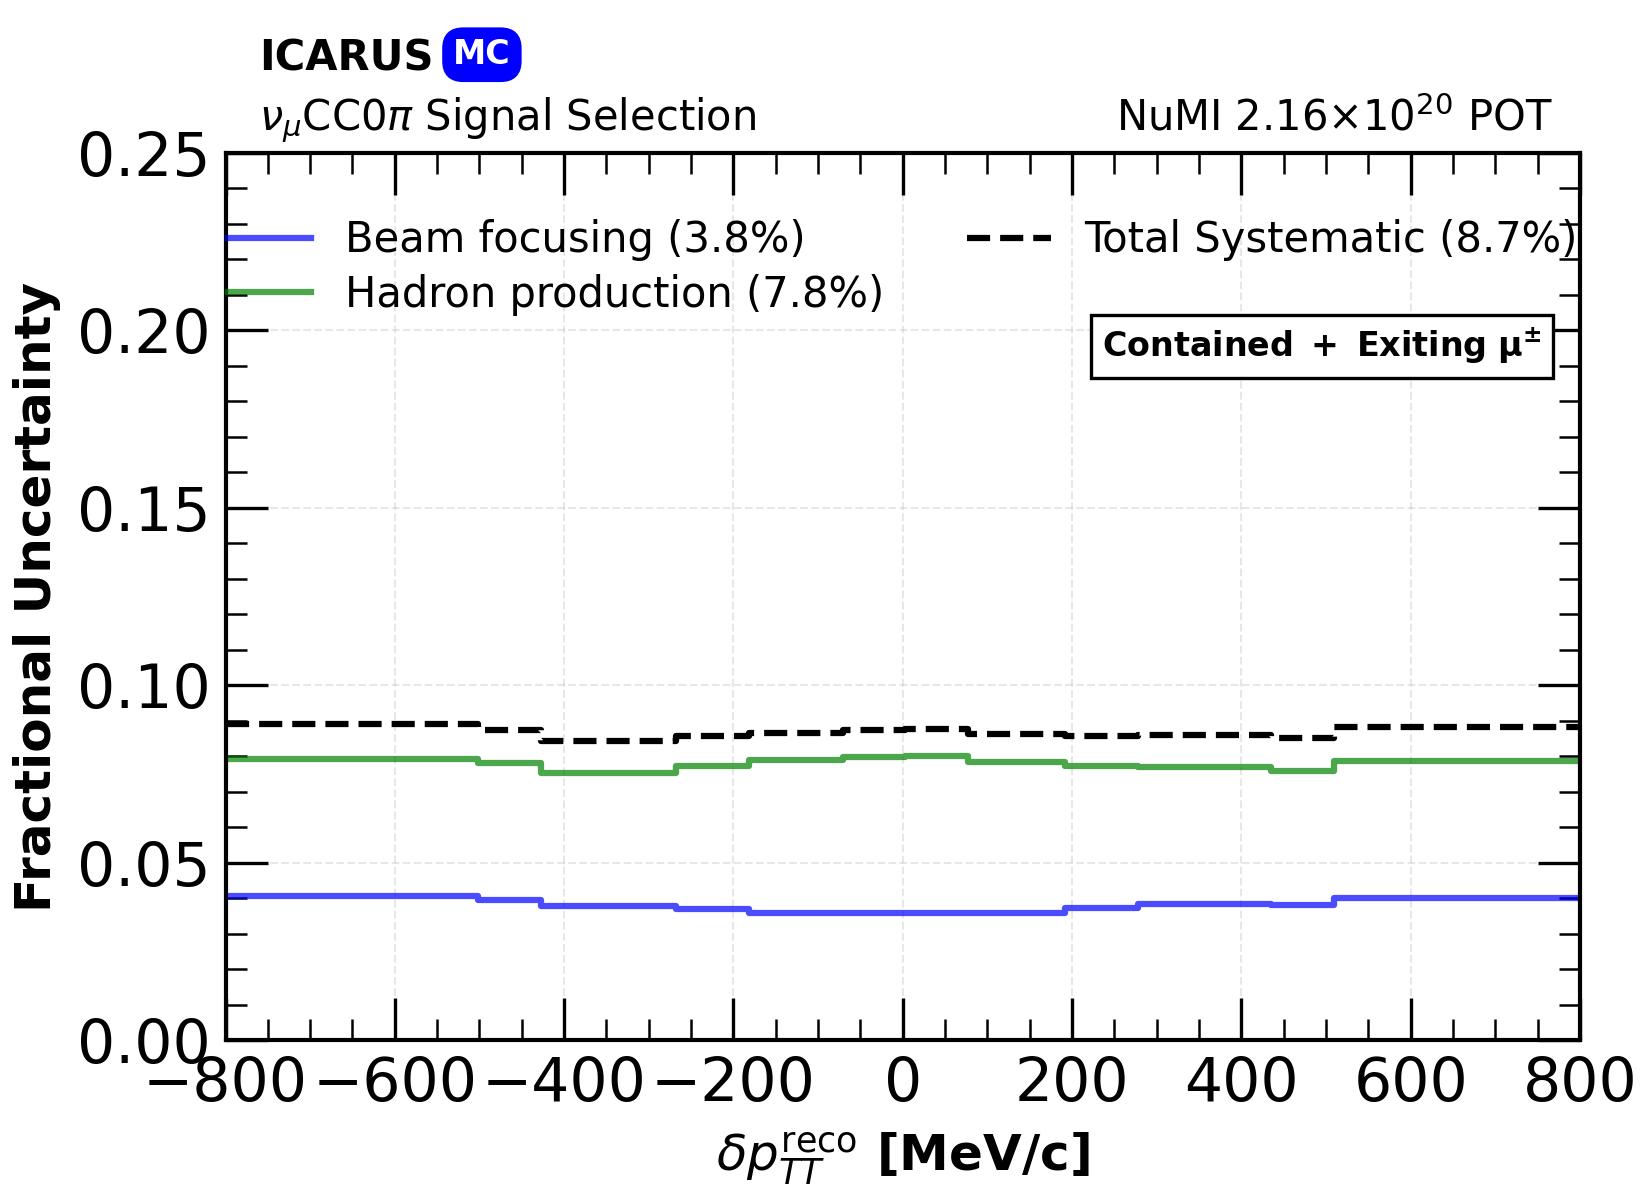 ICARUS MC
νμCC0π Signal Selection
NuMI 2.16×10²⁰ POT
Beam focusing (3.8%)
Hadron production (7.8%)
Total Systematic (8.7%)
Contained + Exiting μ±
Fractional Uncertainty
0.25
0.20
0.15
0.10
0.05
0.00
−800 −600 −400 −200 0 200 400 600 800
δp_TT^reco [MeV/c]